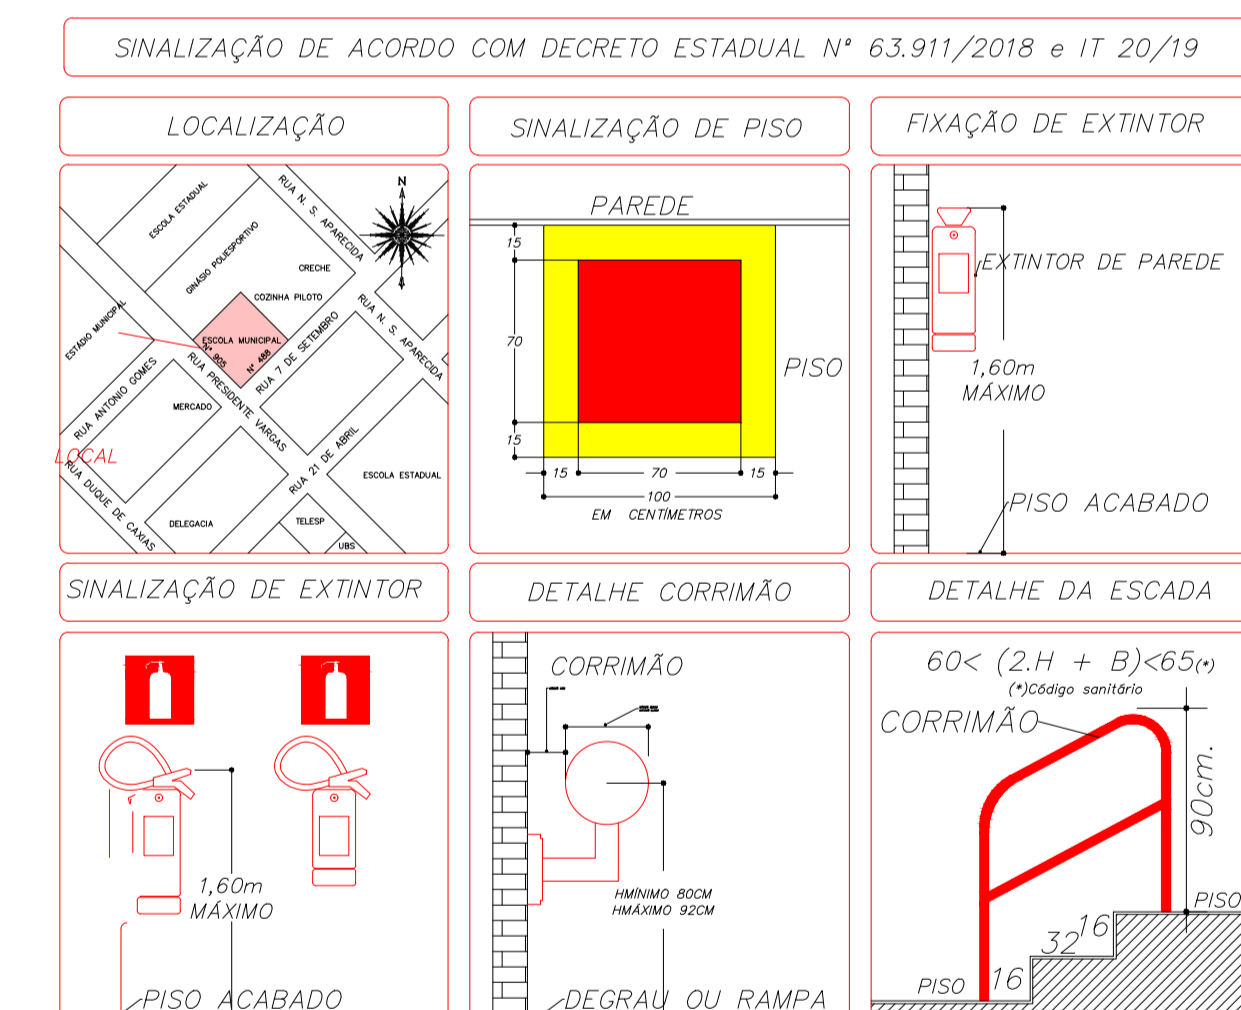 SINALIZAÇÃO DE ACORDO COM DECRETO ESTADUAL Nº 63.911/2018 e IT 20/19
LOCALIZAÇÃO
ESCOLA ESTADUAL
RUA N. S. APARECIDA
N
GINÁSIO POLIESPORTIVO
CRECHE
COZINHA PILOTO
ESTÁDIO MUNICIPAL
ESCOLA MUNICIPAL
Nº 905
Nº 488
RUA 7 DE SETEMBRO
RUA N. S. APARECIDA
RUA ANTONIO GOMES
RUA PRESIDENTE VARGAS
MERCADO
LOCAL
RUA DUQUE DE CAXIAS
RUA 21 DE ABRIL
ESCOLA ESTADUAL
DELEGACIA
TELESP
UBS
SINALIZAÇÃO DE PISO
PAREDE
15
70
PISO
15
15 70 15
100
EM CENTÍMETROS
FIXAÇÃO DE EXTINTOR
EXTINTOR DE PAREDE
1,60m
MÁXIMO
PISO ACABADO
SINALIZAÇÃO DE EXTINTOR
1,60m
MÁXIMO
PISO ACABADO
DETALHE CORRIMÃO
CORRIMÃO
HMÍNIMO 80CM
HMÁXIMO 92CM
DEGRAU OU RAMPA
DETALHE DA ESCADA
60< (2.H + B)<65(*)
(*)Código sanitário
CORRIMÃO
90cm.
PISO
16
32
16
PISO